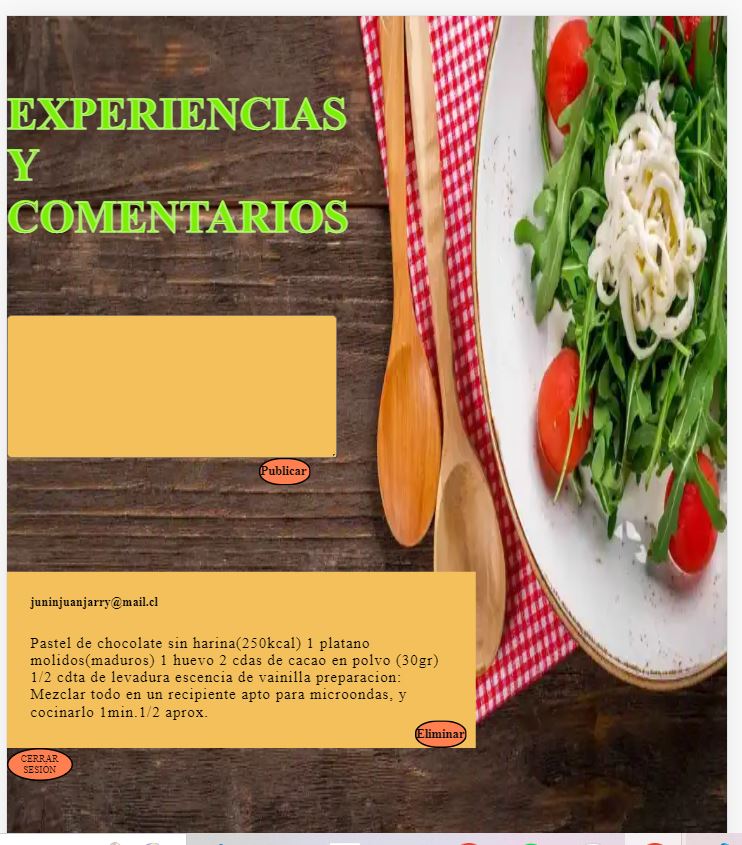 EXPERIENCIAS
Y
COMENTARIOS
Publicar
juninjuanjarry@mail.cl
Pastel de chocolate sin harina(250kcal) 1 platano
molidos(maduros) 1 huevo 2 cdas de cacao en polvo (30gr)
1/2 cdta de levadura escencia de vainilla preparacion:
Mezclar todo en un recipiente apto para microondas, y
cocinarlo 1min.1/2 aprox.
Eliminar
CERRAR
SESIÓN